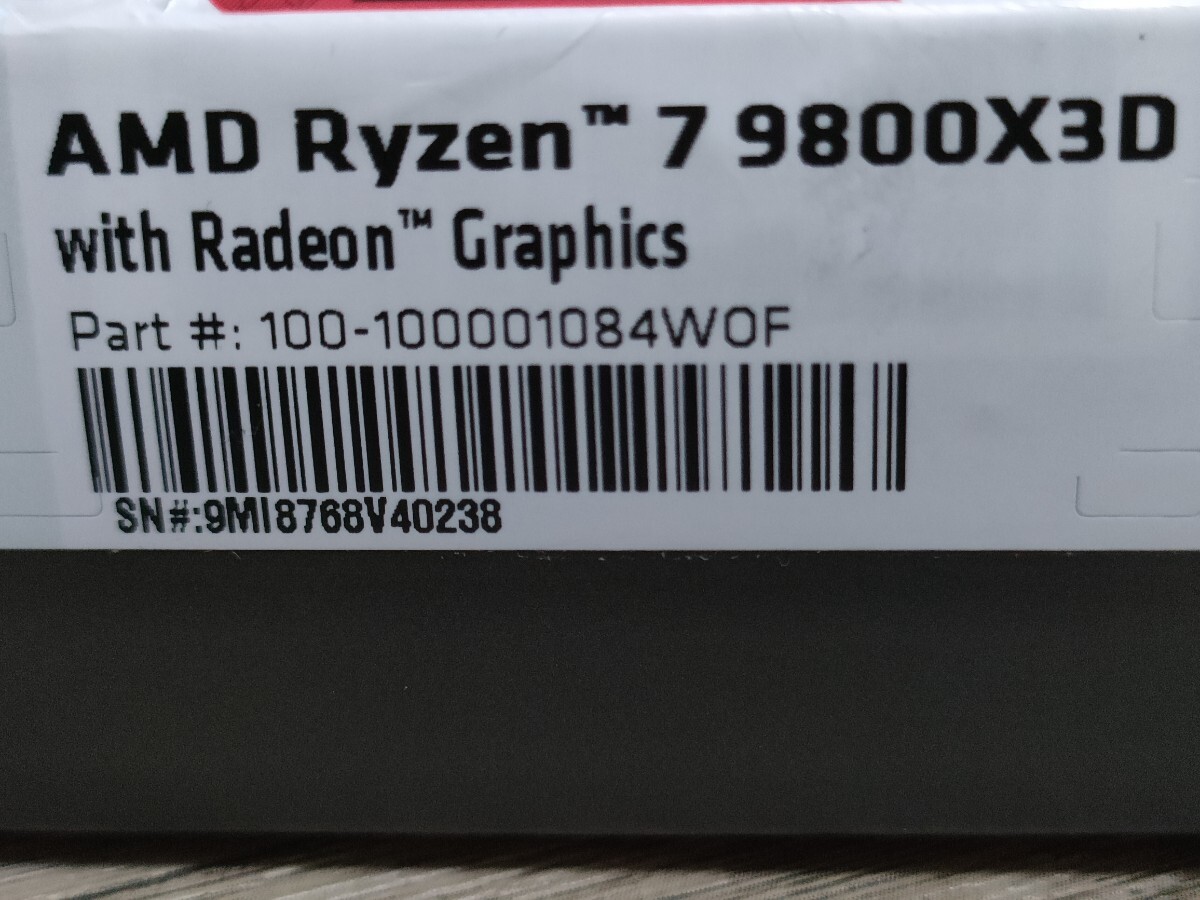 AMD Ryzen™ 7 9800X3D
with Radeon™ Graphics
Part #: 100-100001084WOF
SN#:9MI8768V40238